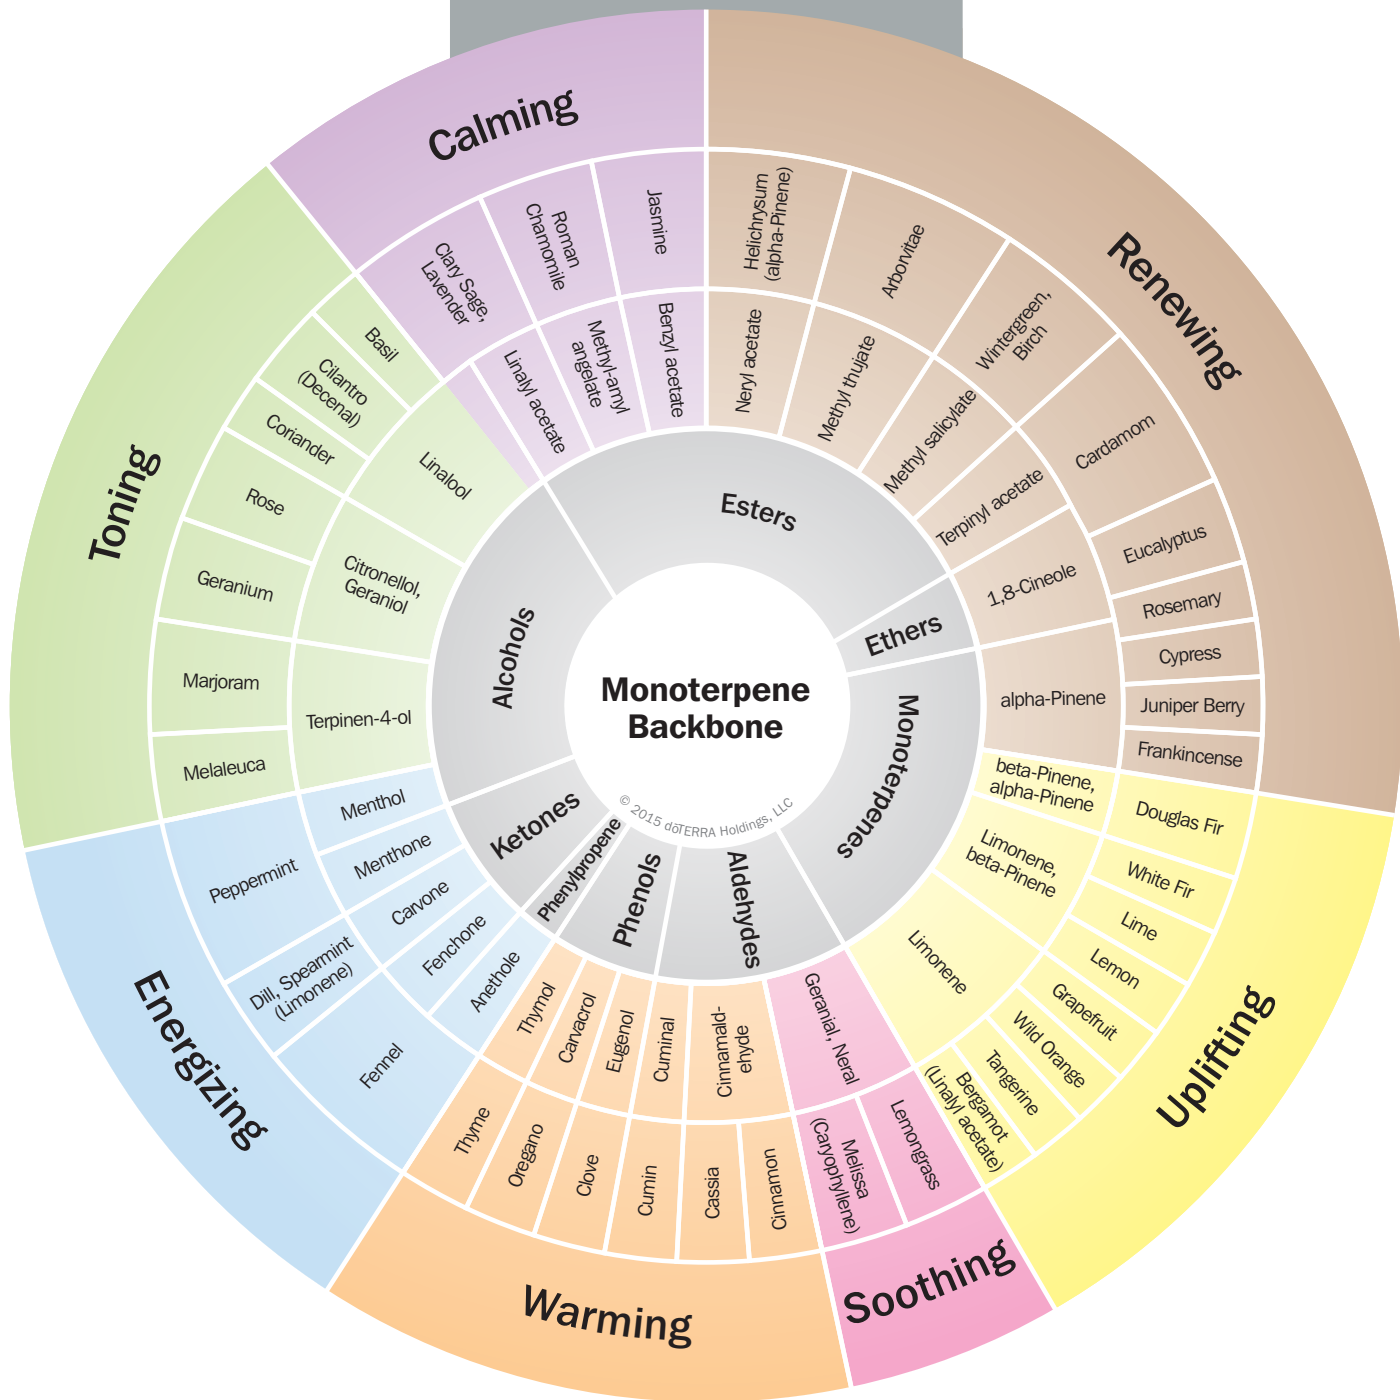 Monoterpene
Backbone
© 2015 dōTERRA Holdings, LLC
Esters
Ethers
Monoterpenes
Aldehydes
Phenols
Phenylpropene
Ketones
Alcohols
Renewing
Helichrysum
(alpha-Pinene)
Arborvitae
Wintergreen,
Birch
Cardamom
Eucalyptus
Rosemary
Cypress
Juniper Berry
Frankincense
Neryl acetate
Methyl thujate
Methyl salicylate
Terpinyl acetate
1,8-Cineole
alpha-Pinene
Uplifting
Douglas Fir
White Fir
Lime
Lemon
Grapefruit
Wild Orange
Tangerine
Bergamot
(Linalyl acetate)
beta-Pinene,
alpha-Pinene
Limonene,
beta-Pinene
Limonene
Soothing
Lemongrass
Melissa
(Caryophyllene)
Geranial, Neral
Warming
Cinnamon
Cassia
Cumin
Clove
Oregano
Thyme
Cinnamald-
ehyde
Cuminal
Eugenol
Carvacrol
Thymol
Energizing
Fennel
Dill, Spearmint
(Limonene)
Peppermint
Anethole
Fenchone
Carvone
Menthone
Menthol
Toning
Melaleuca
Marjoram
Geranium
Rose
Coriander
Cilantro
(Decenal)
Basil
Terpinen-4-ol
Citronellol,
Geraniol
Linalool
Calming
Clary Sage,
Lavender
Roman
Chamomile
Jasmine
Linalyl acetate
Methyl-amyl
angelate
Benzyl acetate